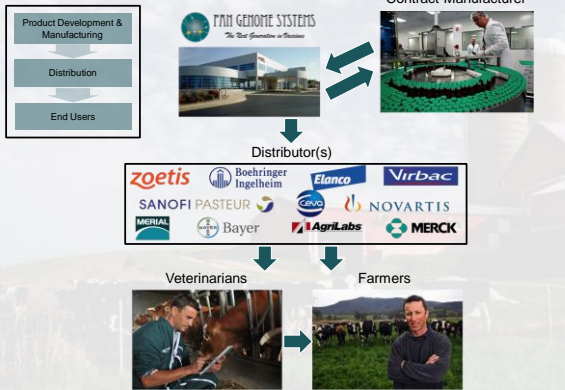 Product Development &
Manufacturing
Distribution
End Users
PAN GENOME SYSTEMS
The Next Generation in Vaccines
Contract Manufacturer
Distributor(s)
zoetis
Boehringer
Ingelheim
Elanco
Virbac
SANOFI PASTEUR
Ceva
NOVARTIS
MERIAL
BAYER
Bayer
AgriLabs
MERCK
Veterinarians
Farmers